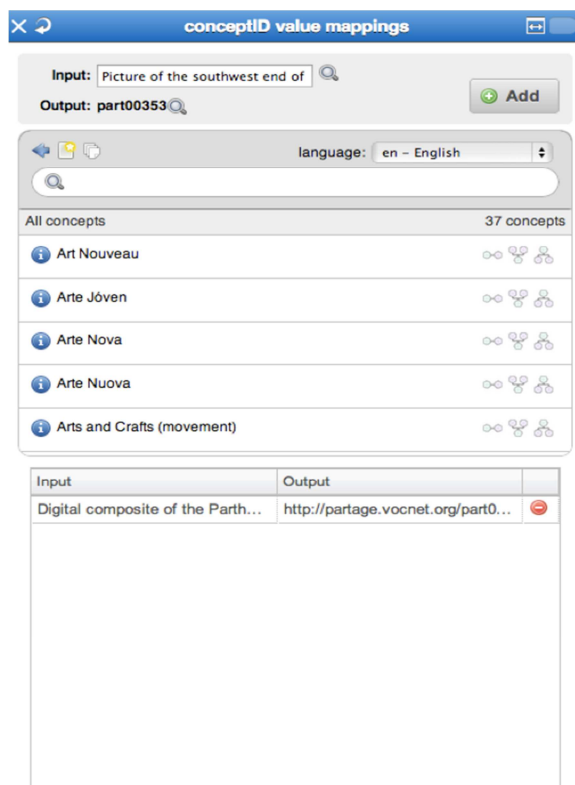 conceptID value mappings
Input: Picture of the southwest end of
Output: part00353
Add
language: en – English
All concepts 37 concepts
Art Nouveau
Arte Jóven
Arte Nova
Arte Nuova
Arts and Crafts (movement)
Input Output
Digital composite of the Parth... http://partage.vocnet.org/part0...